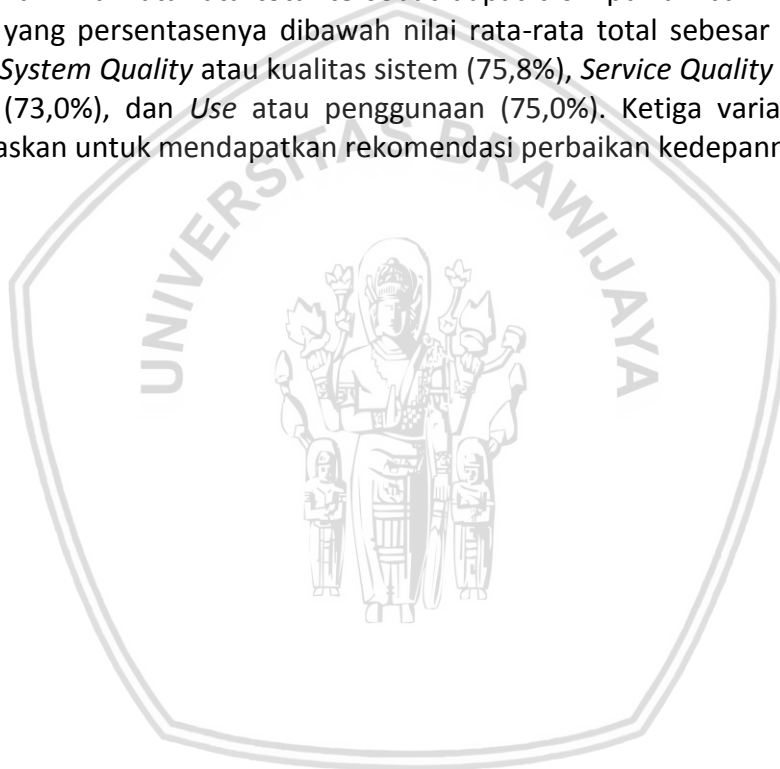 yang persentasenya dibawah nilai rata-rata total sebesar
System Quality atau kualitas sistem (75,8%), Service Quality
(73,0%), dan Use atau penggunaan (75,0%). Ketiga varia
askan untuk mendapatkan rekomendasi perbaikan kedepann
UNIVERSITAS BRAWIJAYA